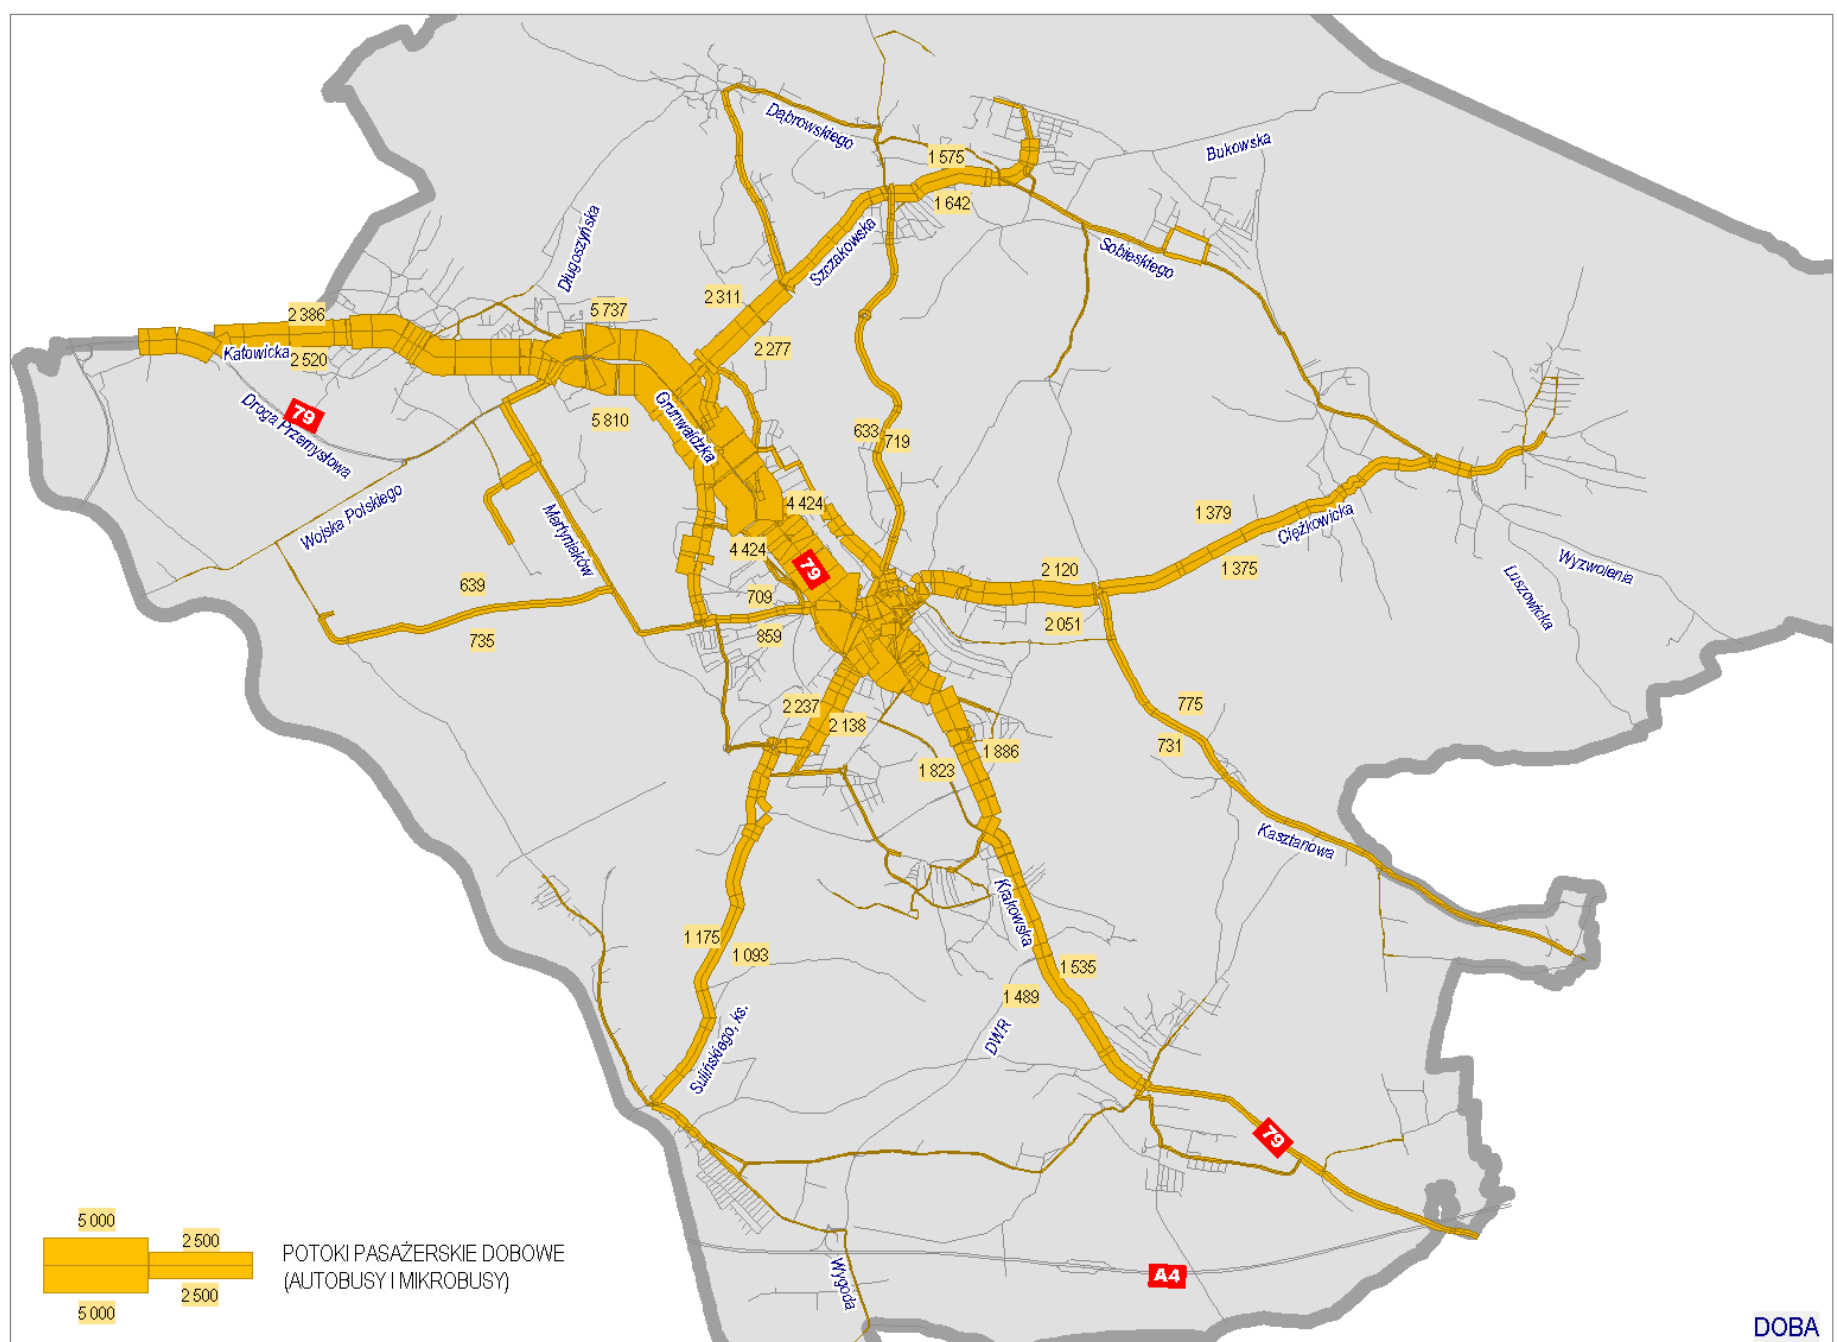 Dąbrowskiego
1 575
Bukowska
1 642
Długoszyńska
Szczakowska
Sobieskiego
2 311
2 386
5 737
Katowicka
2 520
2 277
79
Droga Przemysłowa
5 810
Grunwaldzka
633
719
Wojska Polskiego
Martyniaków
4 424
4 424
79
1 379
Ciężkowicka
1 375
Wyzwolenia
Luszowicka
639
735
709
859
2 120
2 051
2 237
2 138
775
731
1 886
1 823
Kasztanowa
Krakowska
1 175
1 093
1 535
1 489
Sulińskiego, ks.
DWR
79
A4
Wygoda
5 000
2 500
POTOKI PASAŻERSKIE DOBOWE
(AUTOBUSY I MIKROBUSY)
5 000
2 500
DOBA